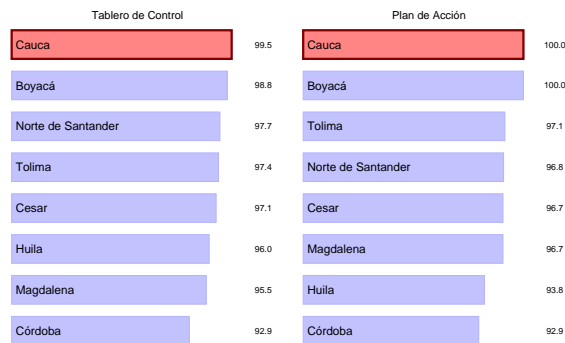 Tablero de Control
Cauca 99.5
Boyacá 98.8
Norte de Santander 97.7
Tolima 97.4
Cesar 97.1
Huila 96.0
Magdalena 95.5
Córdoba 92.9
Plan de Acción
Cauca 100.0
Boyacá 100.0
Tolima 97.1
Norte de Santander 96.8
Cesar 96.7
Magdalena 96.7
Huila 93.8
Córdoba 92.9